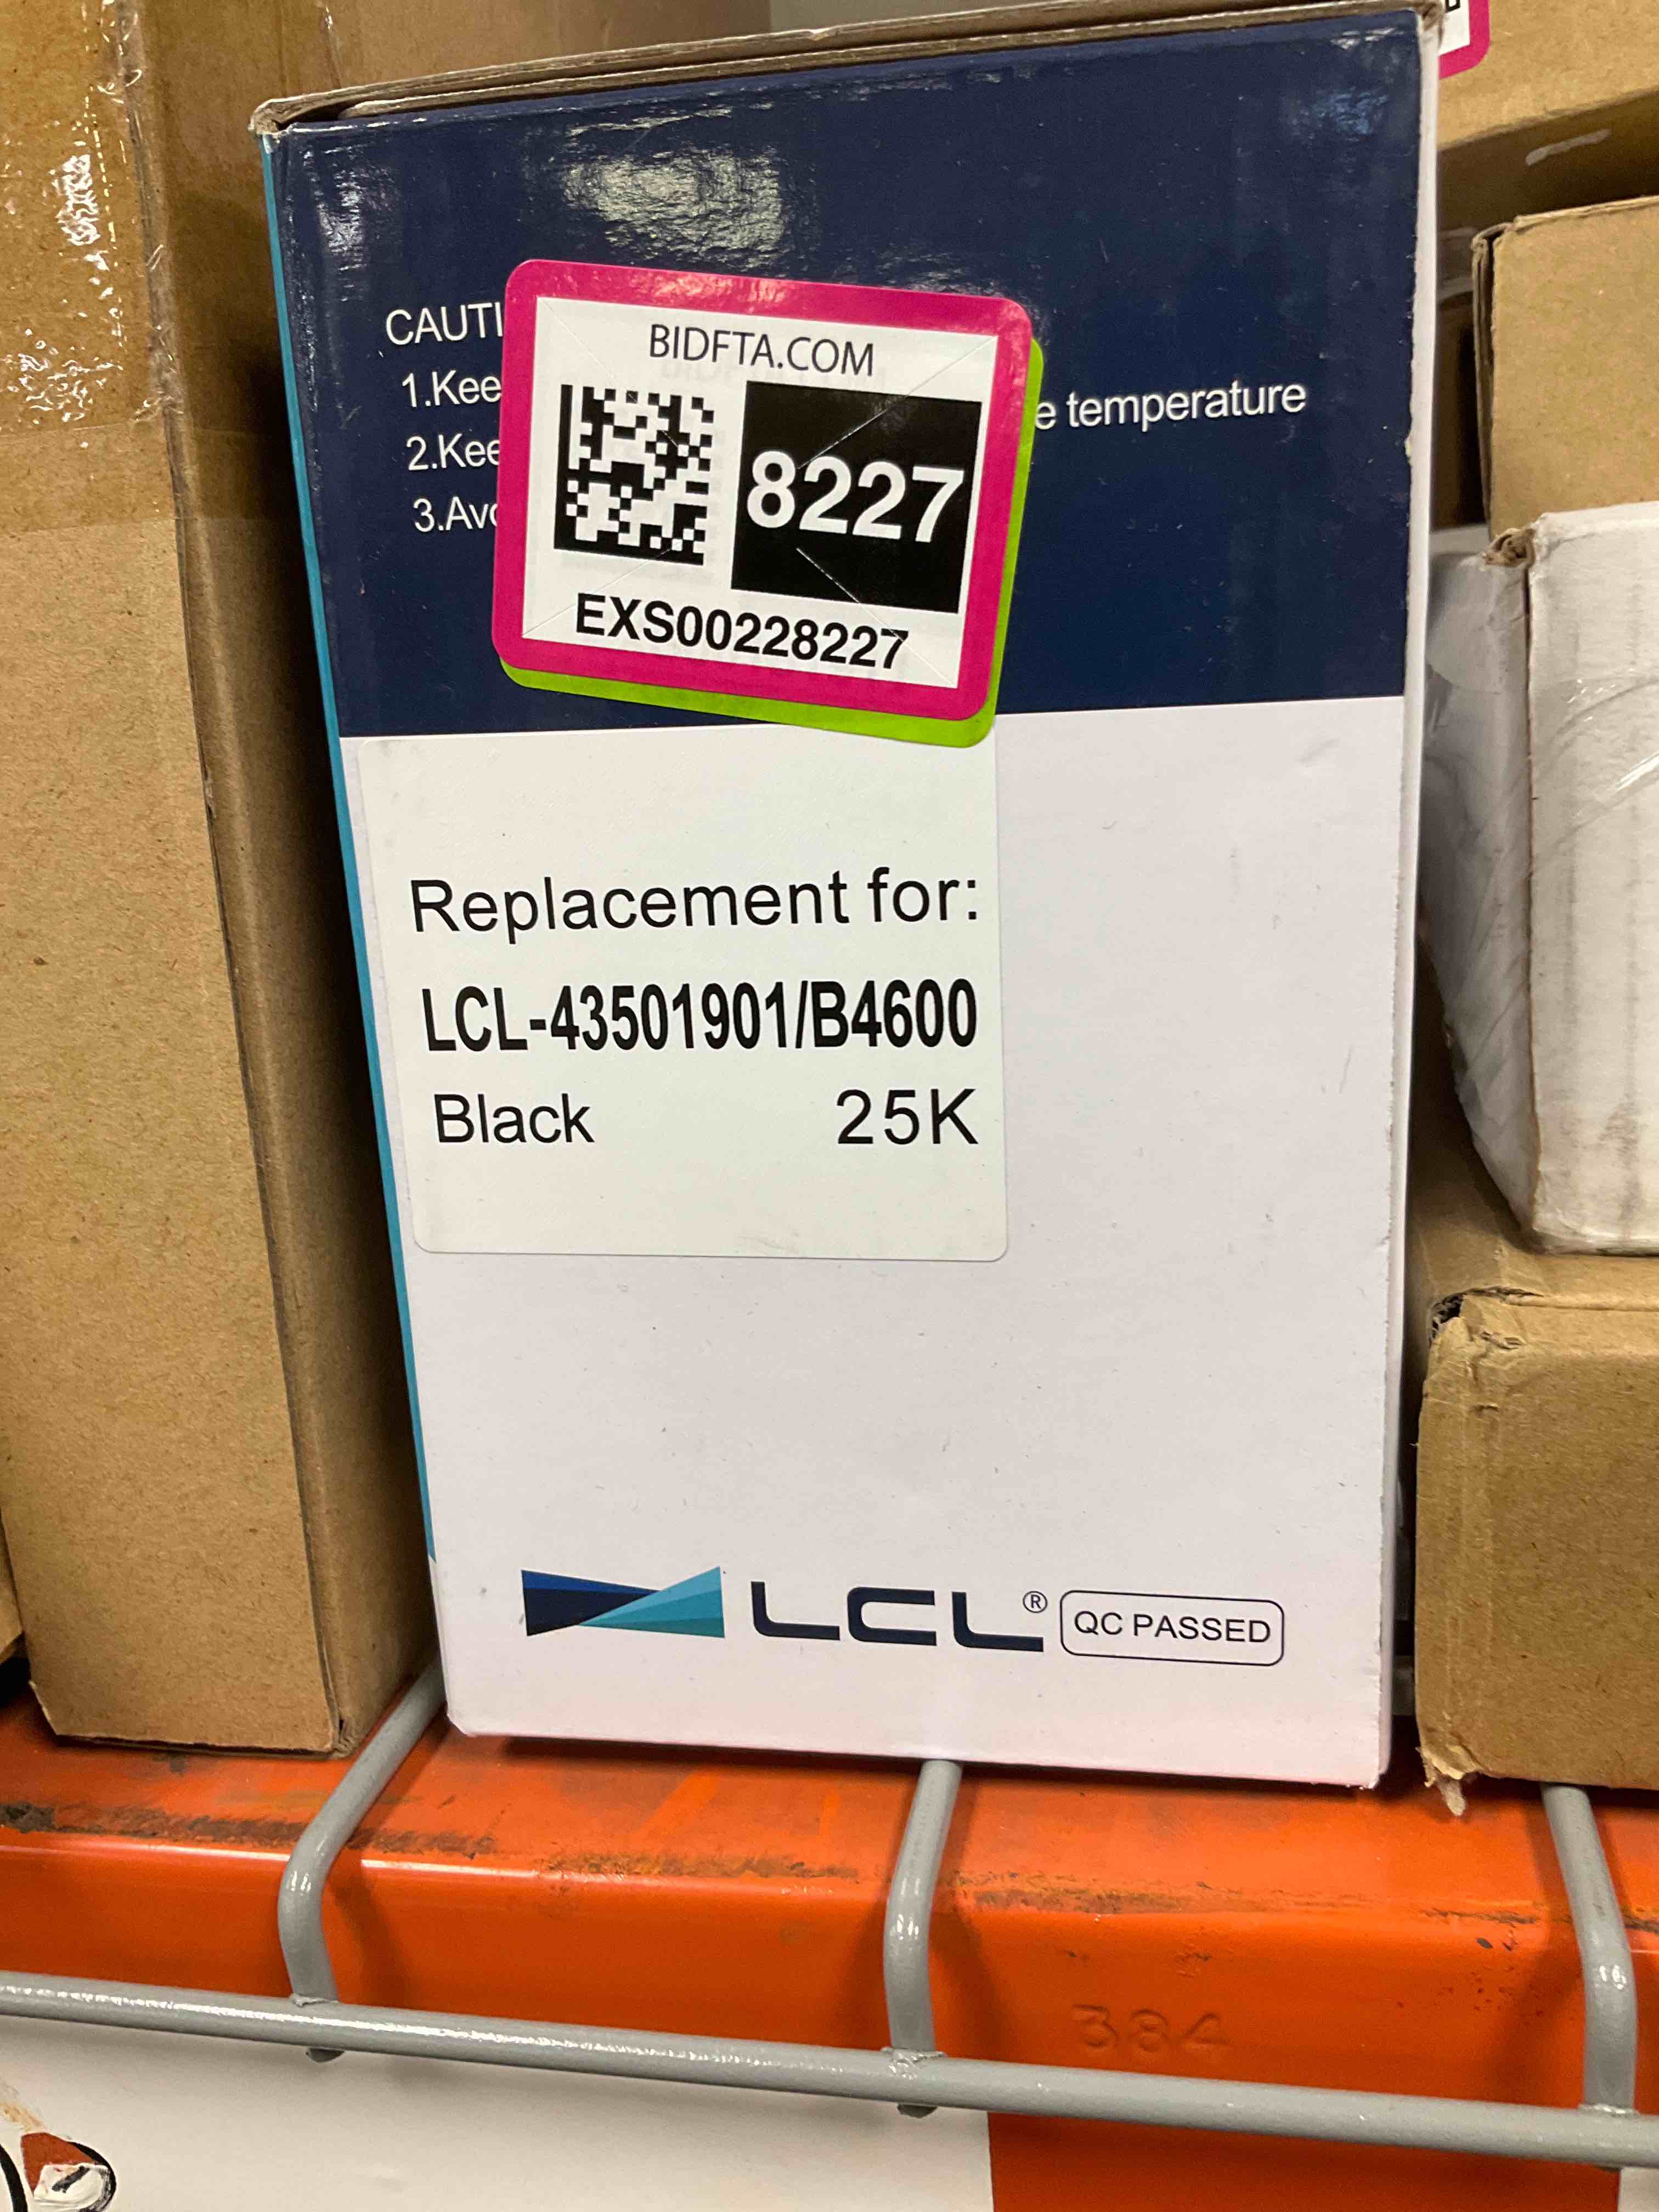 CAUTI
1.Kee
e temperature
2.Kee
3.Avo
BIDFTA.COM
8227
EXS00228227
Replacement for:
LCL-43501901/B4600
Black 25K
LCL® QC PASSED
384